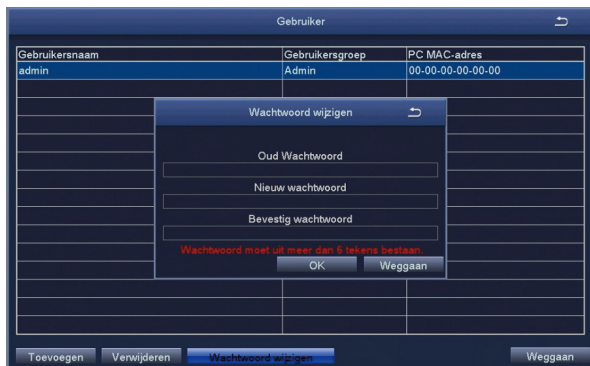 Gebruiker
Gebruikersnaam Gebruikersgroep PC MAC-adres
admin Admin 00-00-00-00-00-00
Wachtwoord wijzigen
Oud Wachtwoord
Nieuw wachtwoord
Bevestig wachtwoord
Wachtwoord moet uit meer dan 6 tekens bestaan.
OK Weggaan
Toevoegen Verwijderen Wachtwoord wijzigen Weggaan